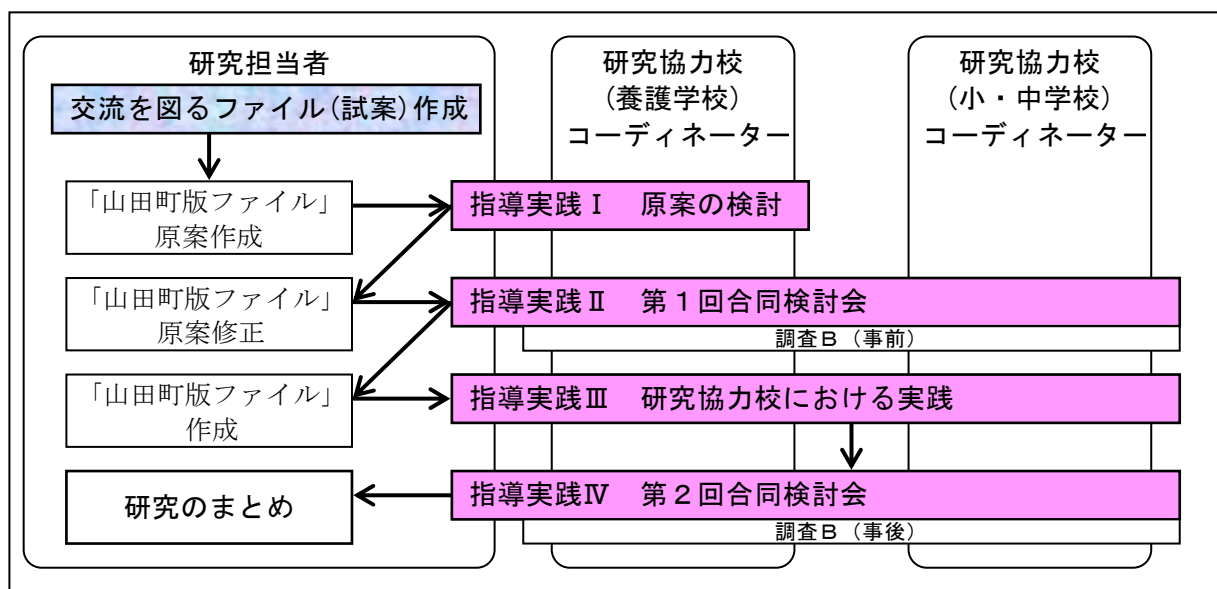 研究担当者
研究協力校
(養護学校)
コーディネーター
研究協力校
(小・中学校)
コーディネーター
交流を図るファイル(試案)作成
「山田町版ファイル」
原案作成
指導実践Ⅰ　原案の検討
「山田町版ファイル」
原案修正
指導実践Ⅱ　第１回合同検討会
調査Ｂ（事前）
「山田町版ファイル」
作成
指導実践Ⅲ　研究協力校における実践
研究のまとめ
指導実践Ⅳ　第２回合同検討会
調査Ｂ（事後）